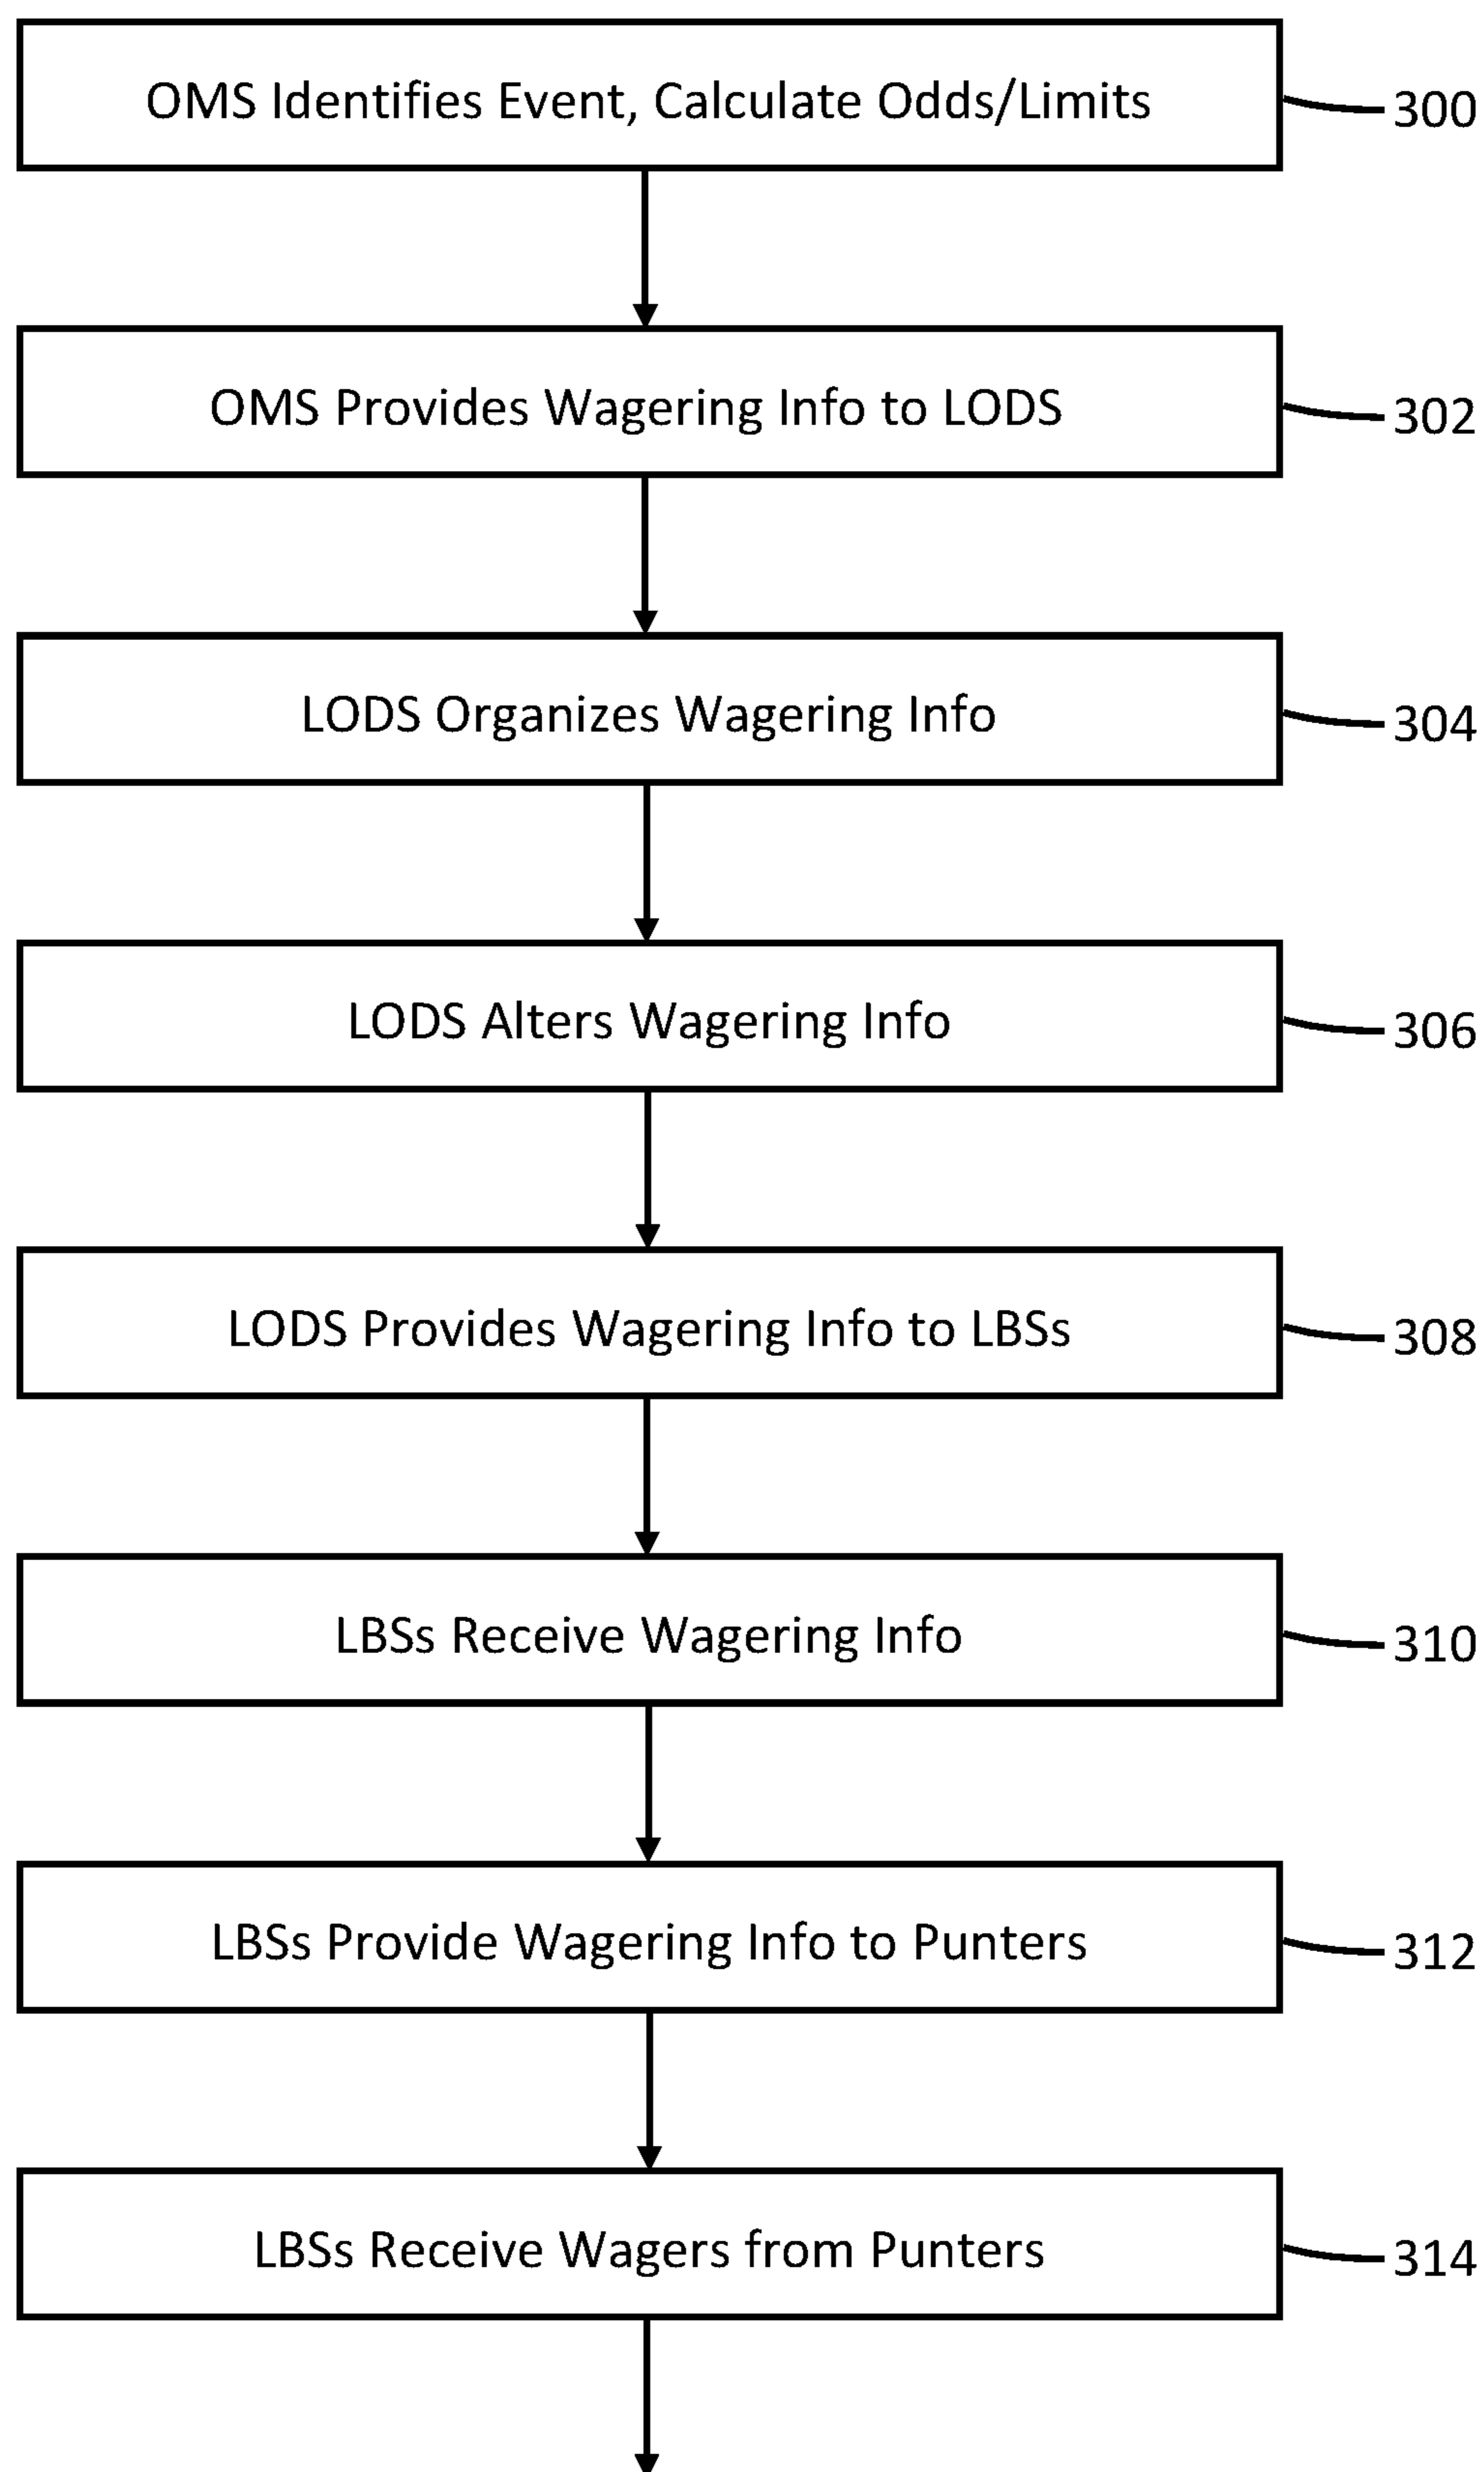 OMS Identifies Event, Calculate Odds/Limits
300
OMS Provides Wagering Info to LODS
302
LODS Organizes Wagering Info
304
LODS Alters Wagering Info
306
LODS Provides Wagering Info to LBSs
308
LBSs Receive Wagering Info
310
LBSs Provide Wagering Info to Punters
312
LBSs Receive Wagers from Punters
314